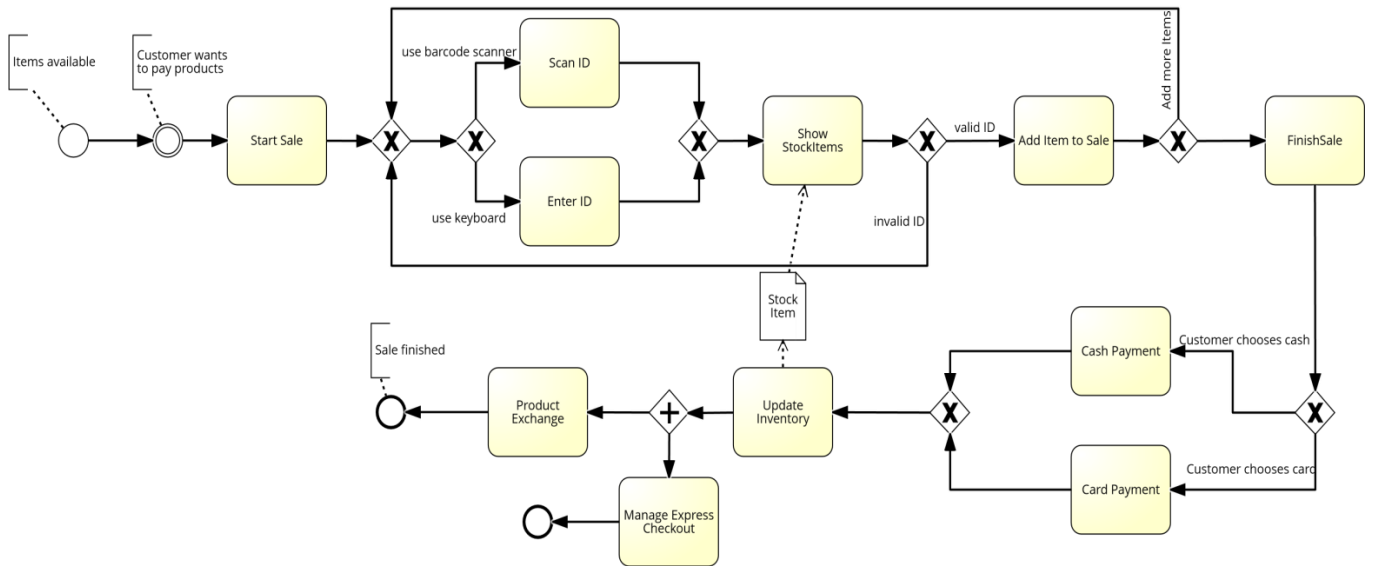 Items available
Customer wants
to pay products
Start Sale
use barcode scanner
Scan ID
use keyboard
Enter ID
Show
StockItems
valid ID
invalid ID
Add Item to Sale
Add more Items
FinishSale
Stock
Item
Customer chooses cash
Cash Payment
Customer chooses card
Card Payment
Update
Inventory
Product
Exchange
Sale finished
Manage Express
Checkout